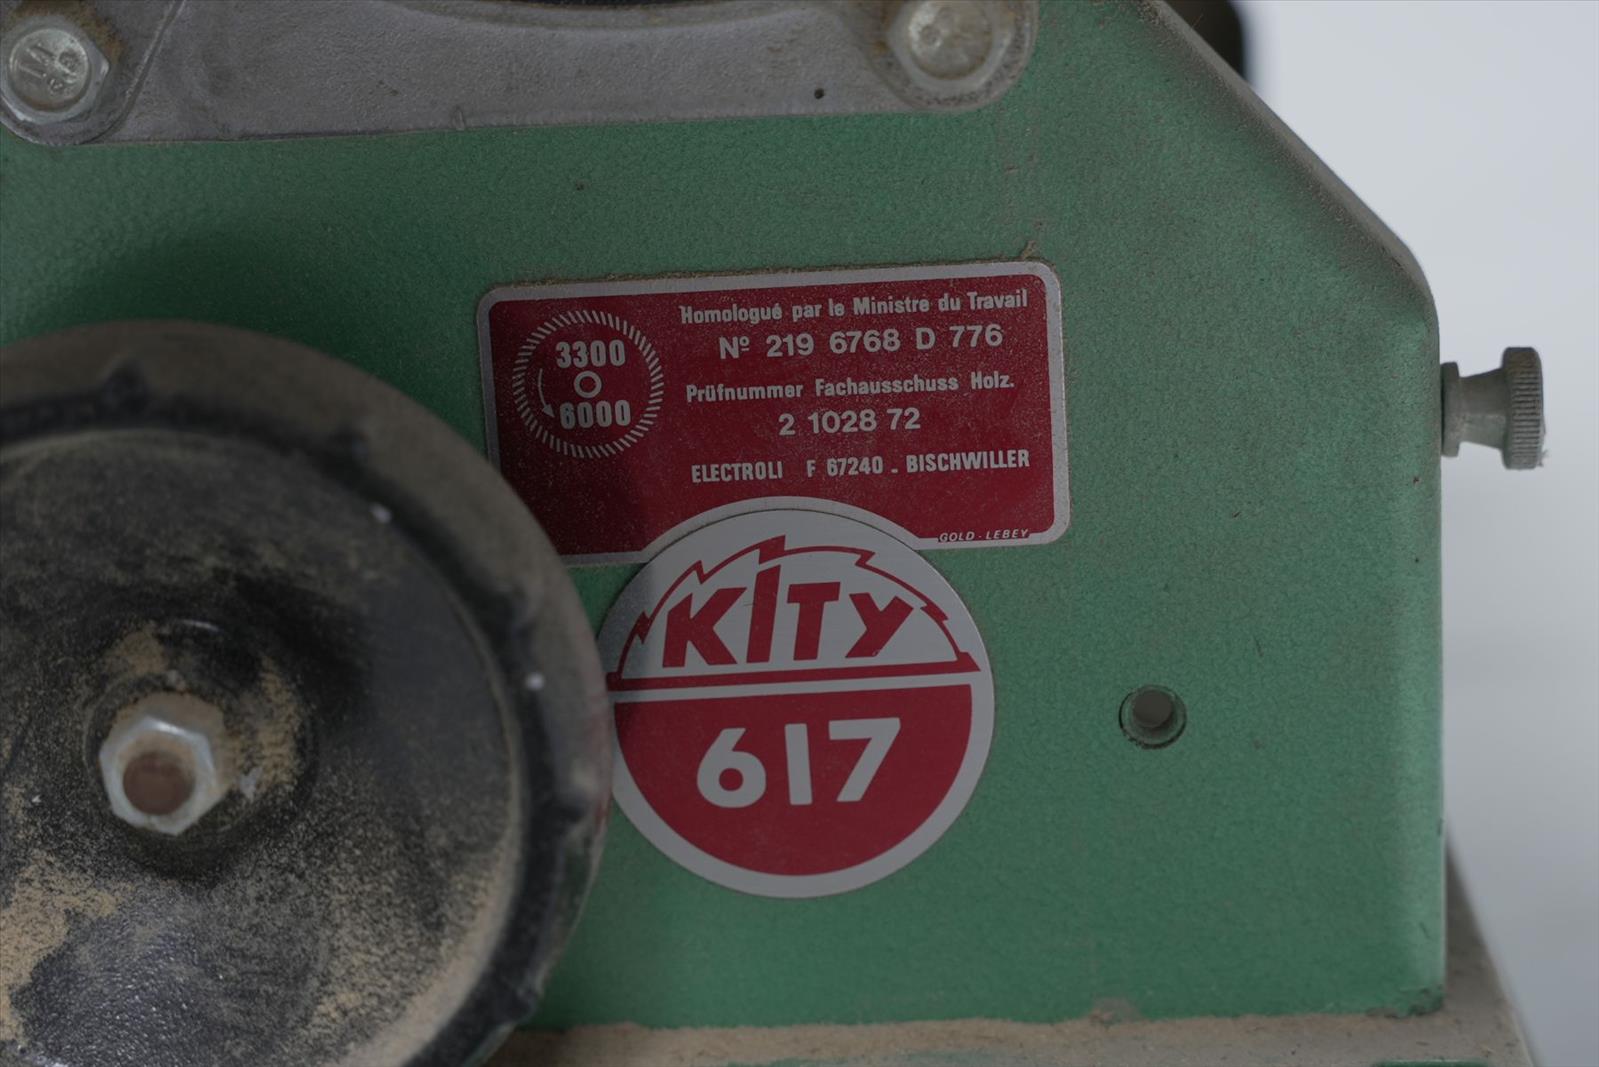 3300
O
6000
Homologué par le Ministre du Travail
Nº 219 6768 D 776
Prüfnummer Fachausschuss Holz.
2 1028 72
ELECTROLI F 67240 - BISCHWILLER
GOLD - LEBEY
KITY
617